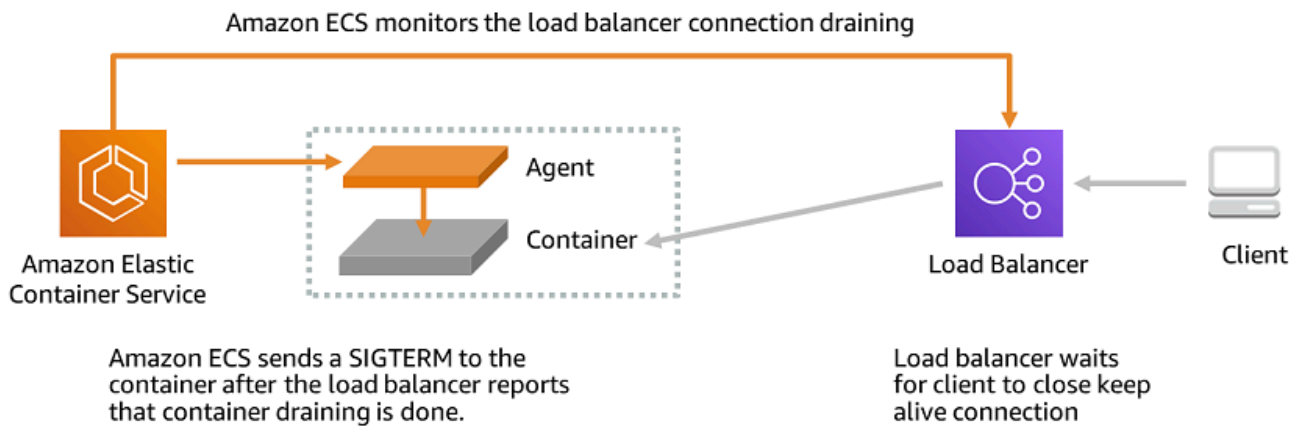 Amazon ECS monitors the load balancer connection draining
Agent
Container
Amazon Elastic
Container Service
Load Balancer
Client
Amazon ECS sends a SIGTERM to the
container after the load balancer reports
that container draining is done.
Load balancer waits
for client to close keep
alive connection